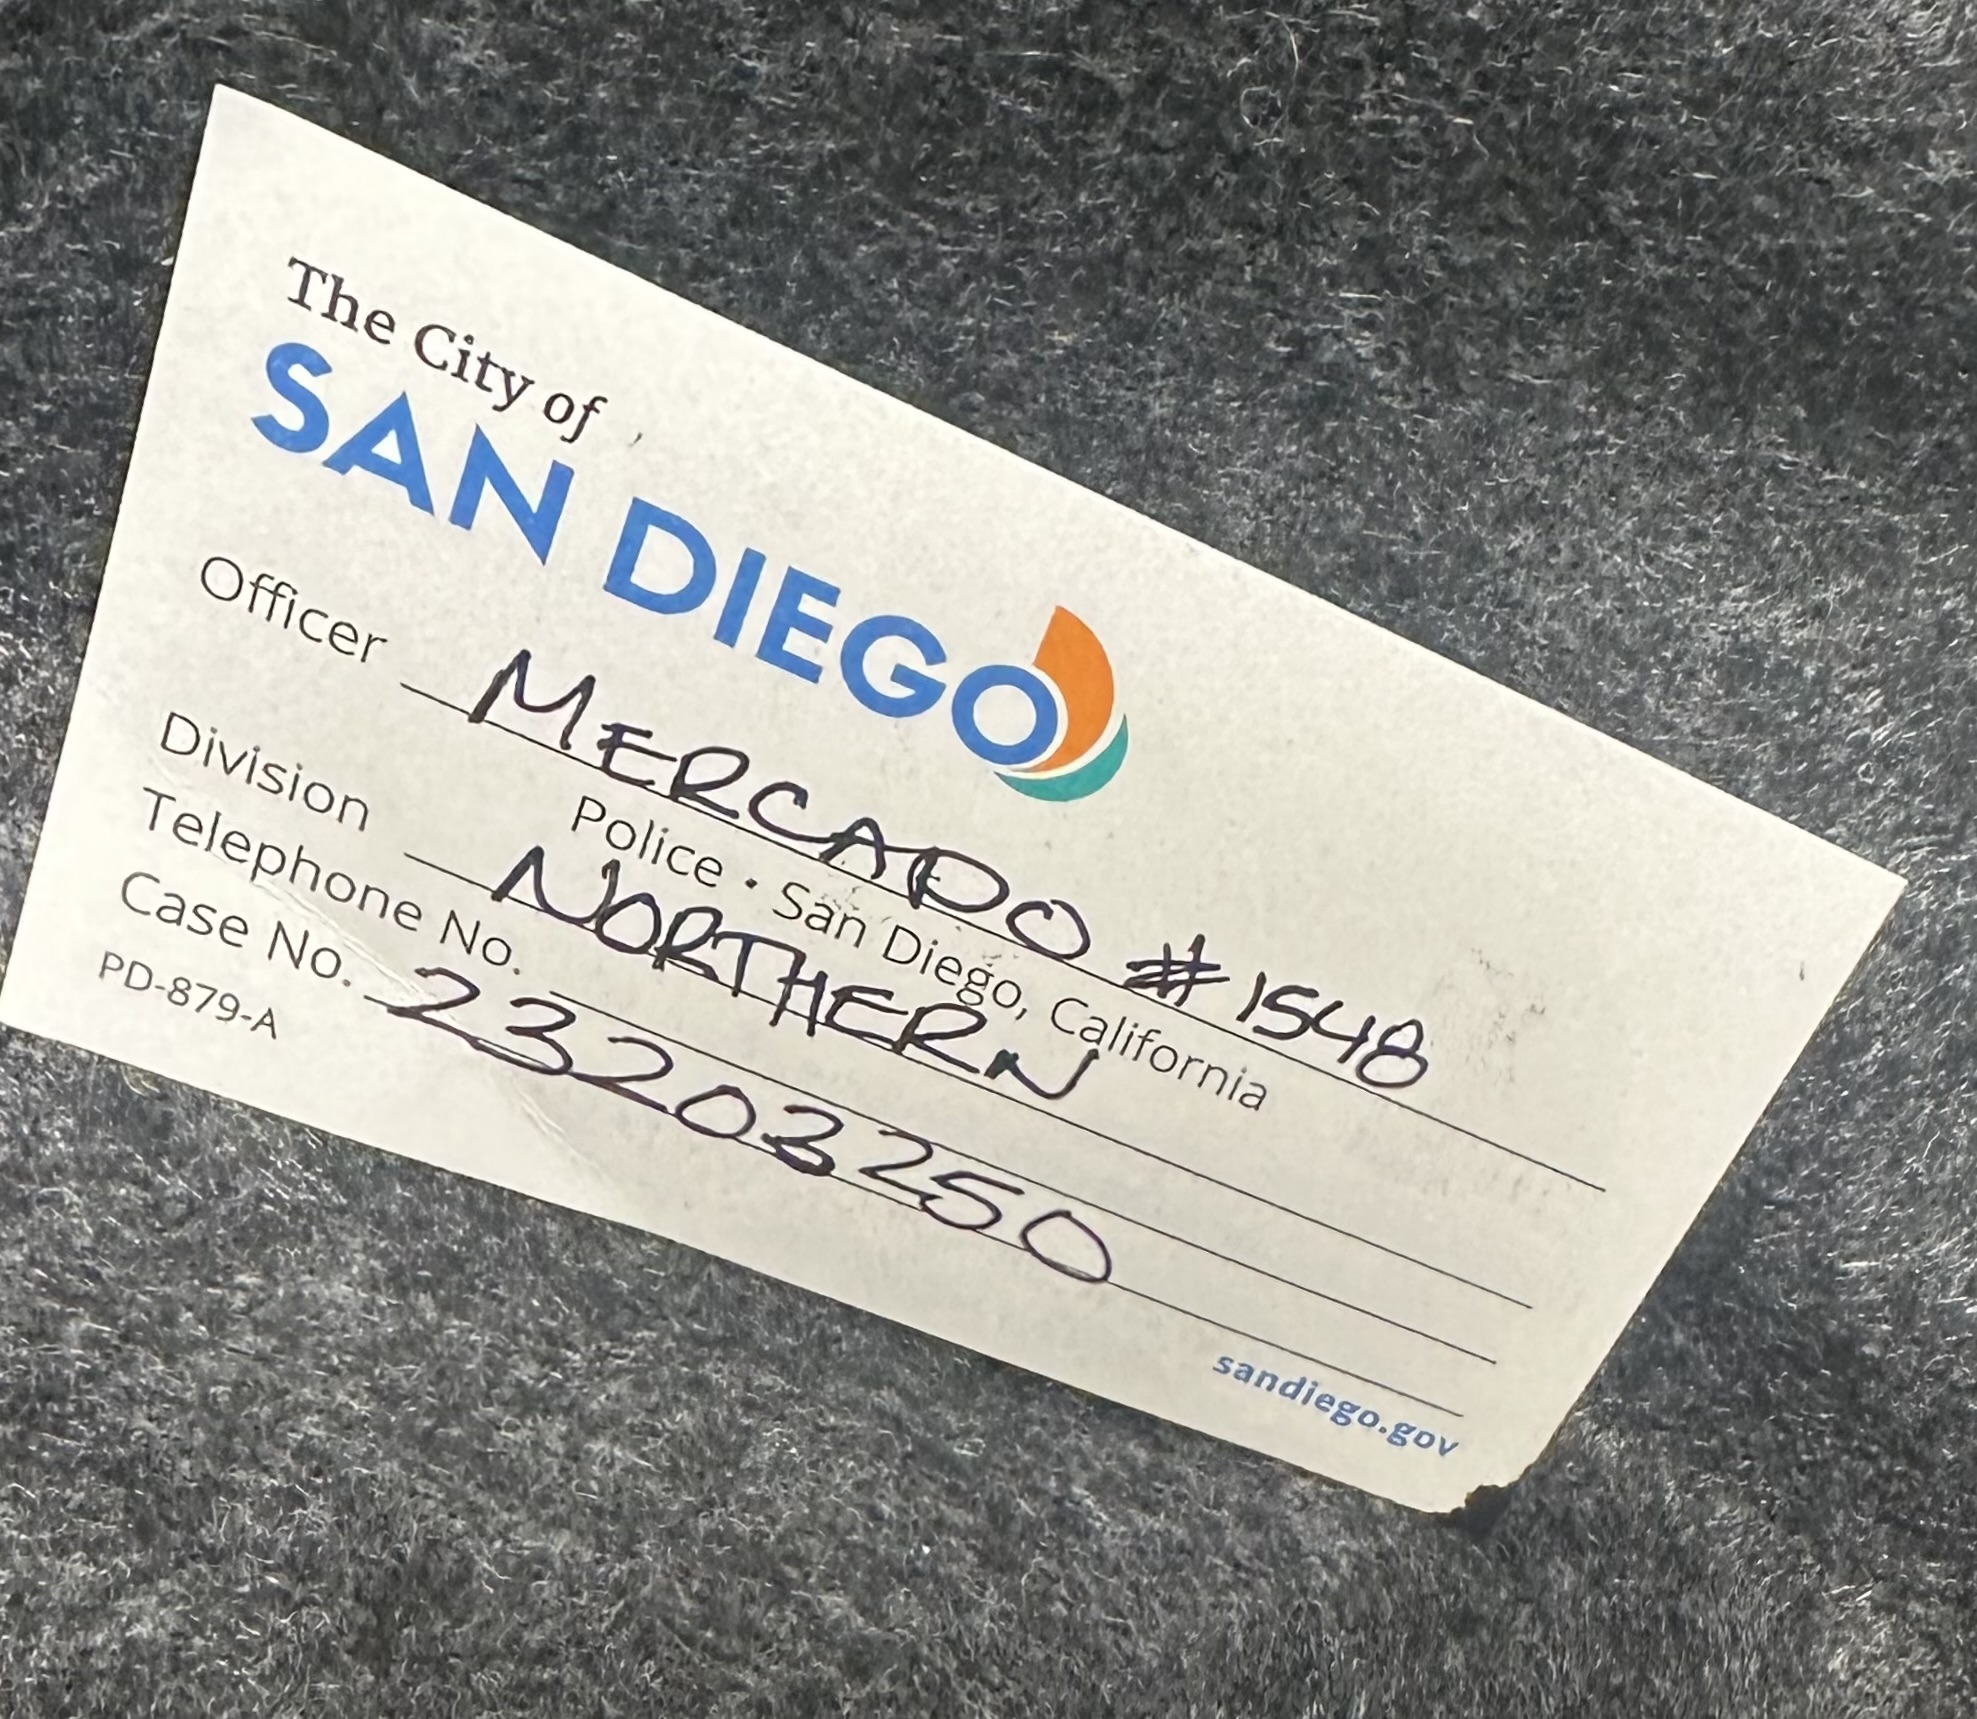 The City of
SAN DIEGO
Officer MERCADO #1548
Police • San Diego, California
Division NORTHERN
Telephone No.
Case No. 23203250
PD-879-A
sandiego.gov